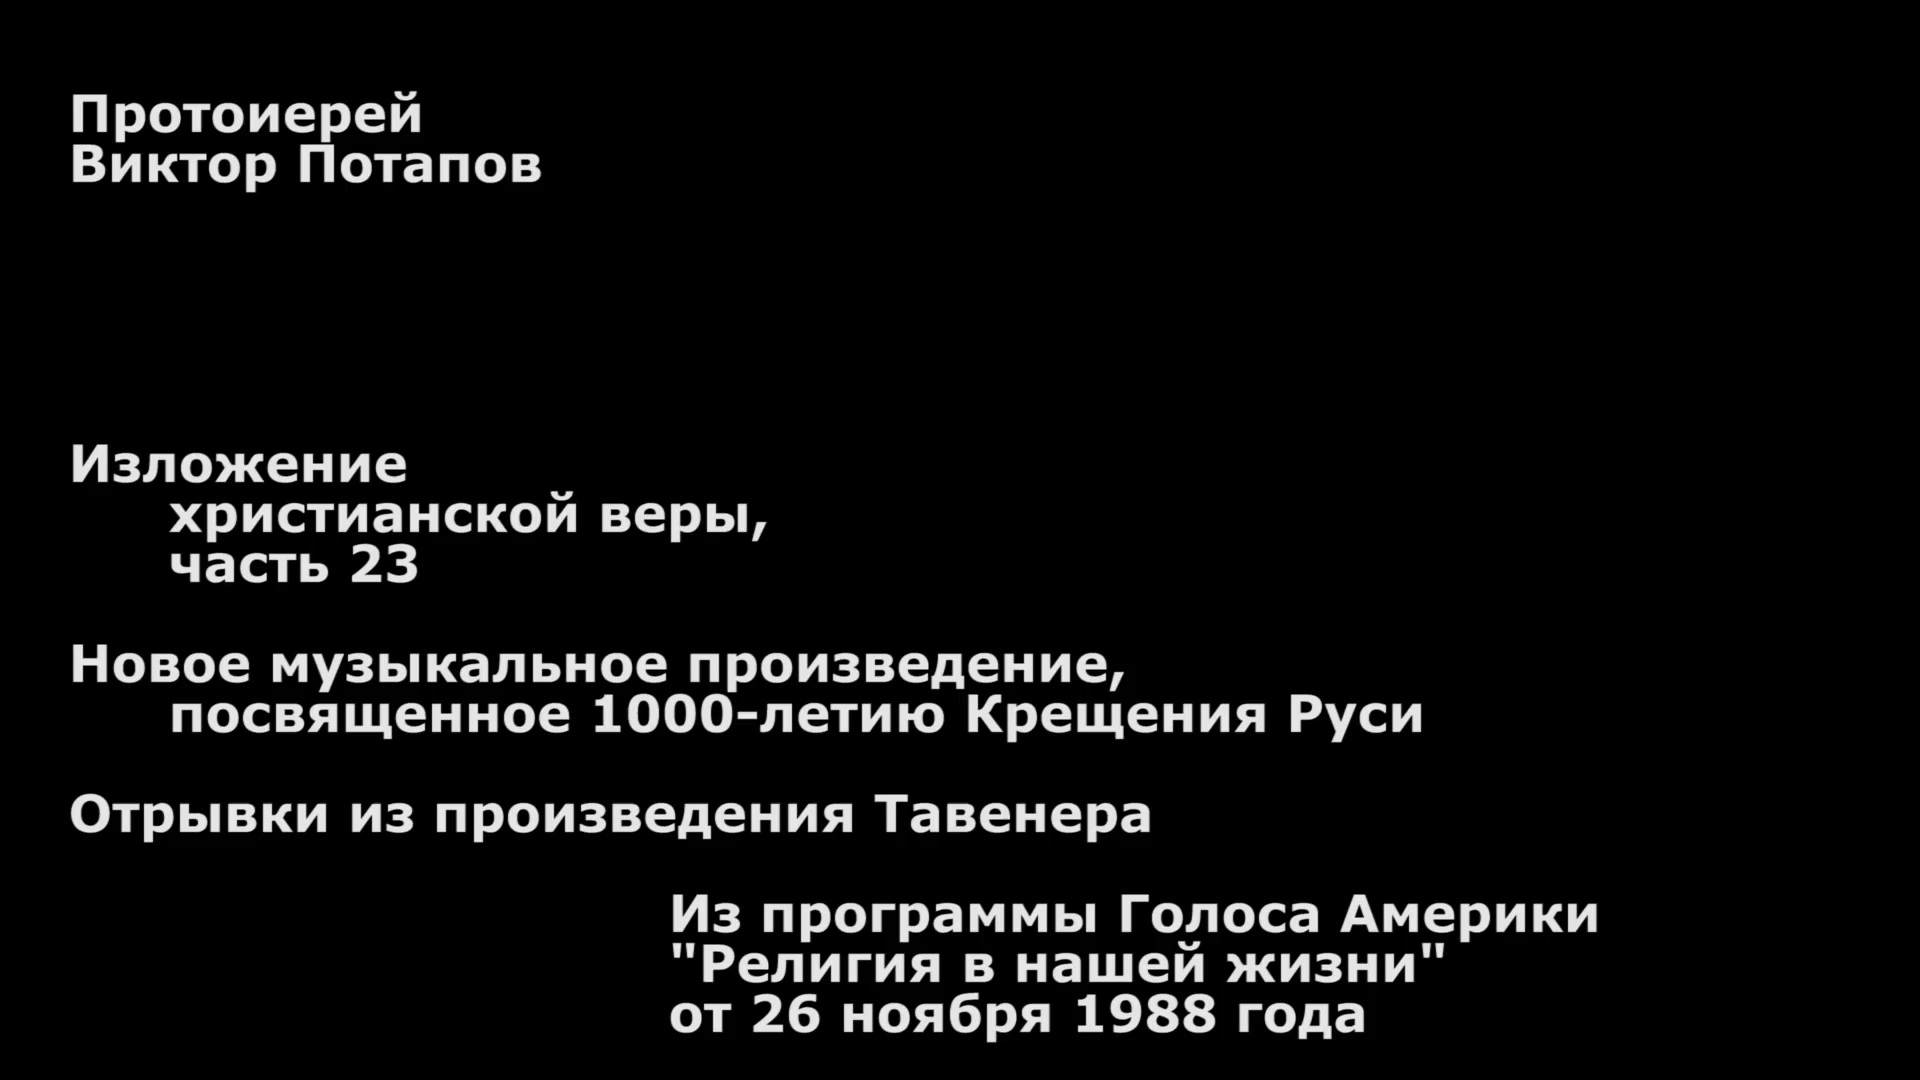 Протоиерей
Виктор Потапов
Изложение
христианской веры,
часть 23
Новое музыкальное произведение,
посвященное 1000-летию Крещения Руси
Отрывки из произведения Тавенера
Из программы Голоса Америки
"Религия в нашей жизни"
от 26 ноября 1988 года